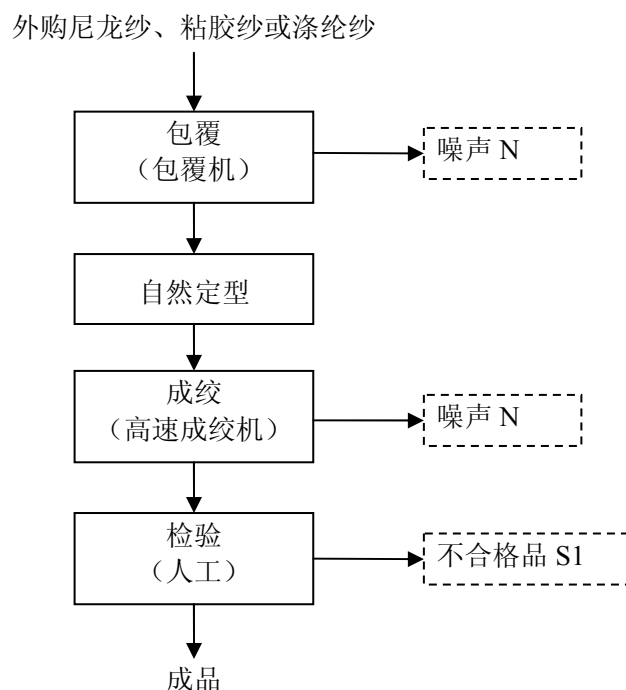 外购尼龙纱、粘胶纱或涤纶纱
包覆
（包覆机）
噪声 N
自然定型
成绞
（高速成绞机）
噪声 N
检验
（人工）
不合格品 S1
成品